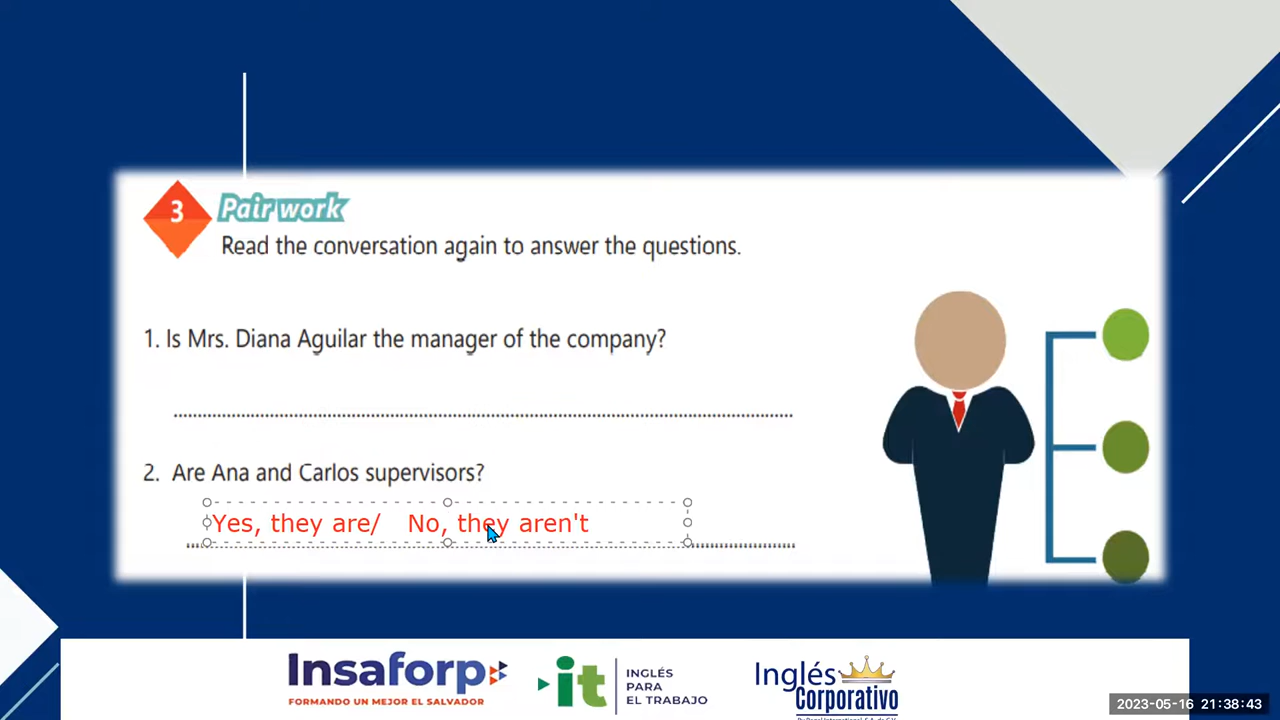 3 Pair work
Read the conversation again to answer the questions.
1. Is Mrs. Diana Aguilar the manager of the company?
2. Are Ana and Carlos supervisors?
Yes, they are/ No, they aren't
Insaforp
FORMANDO UN MEJOR EL SALVADOR
it
INGLÉS
PARA
EL TRABAJO
Inglés
Corporativo
2023-05-16 21:38:43